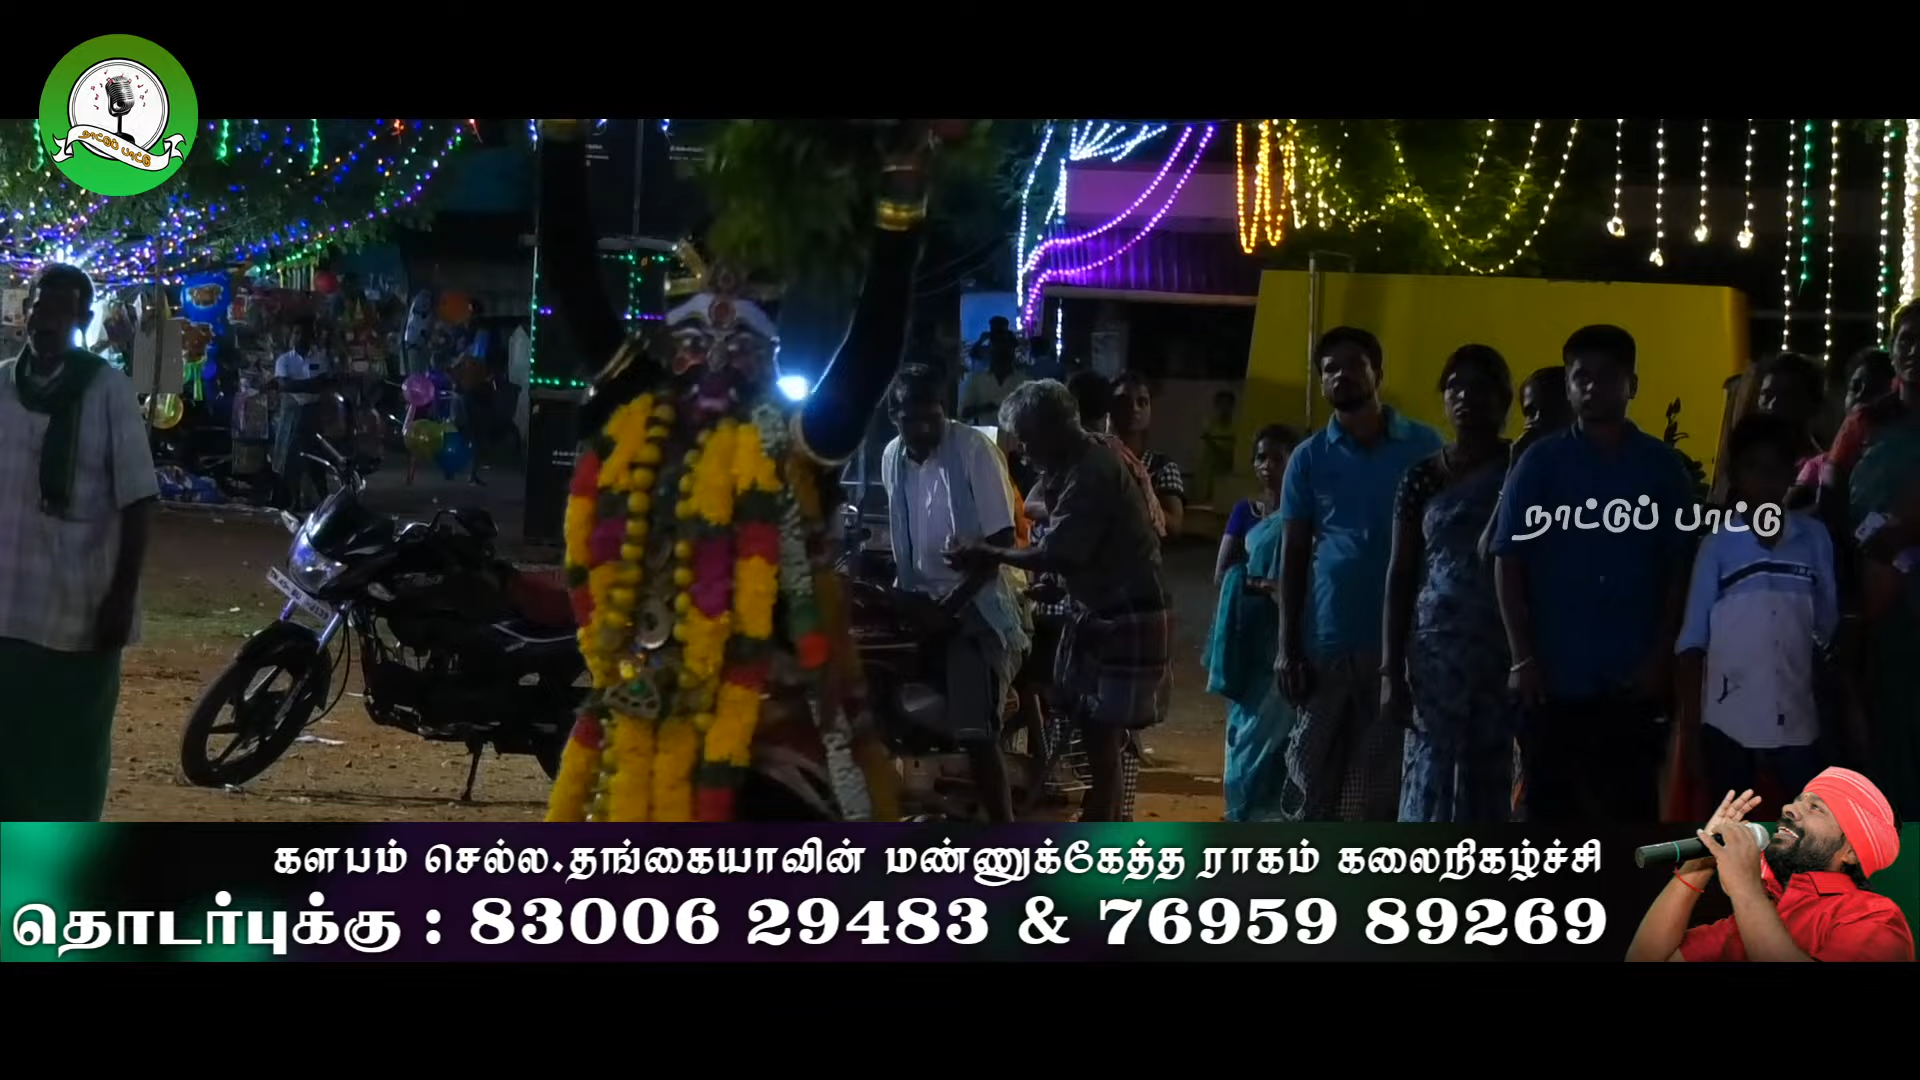 நாட்டுப் பாட்டு
நாட்டுப் பாட்டு
களபம் செல்ல.தங்கையாவின் மண்ணுக்கேத்த ராகம் கலைநிகழ்ச்சி
தொடர்புக்கு : 83006 29483 & 76959 89269